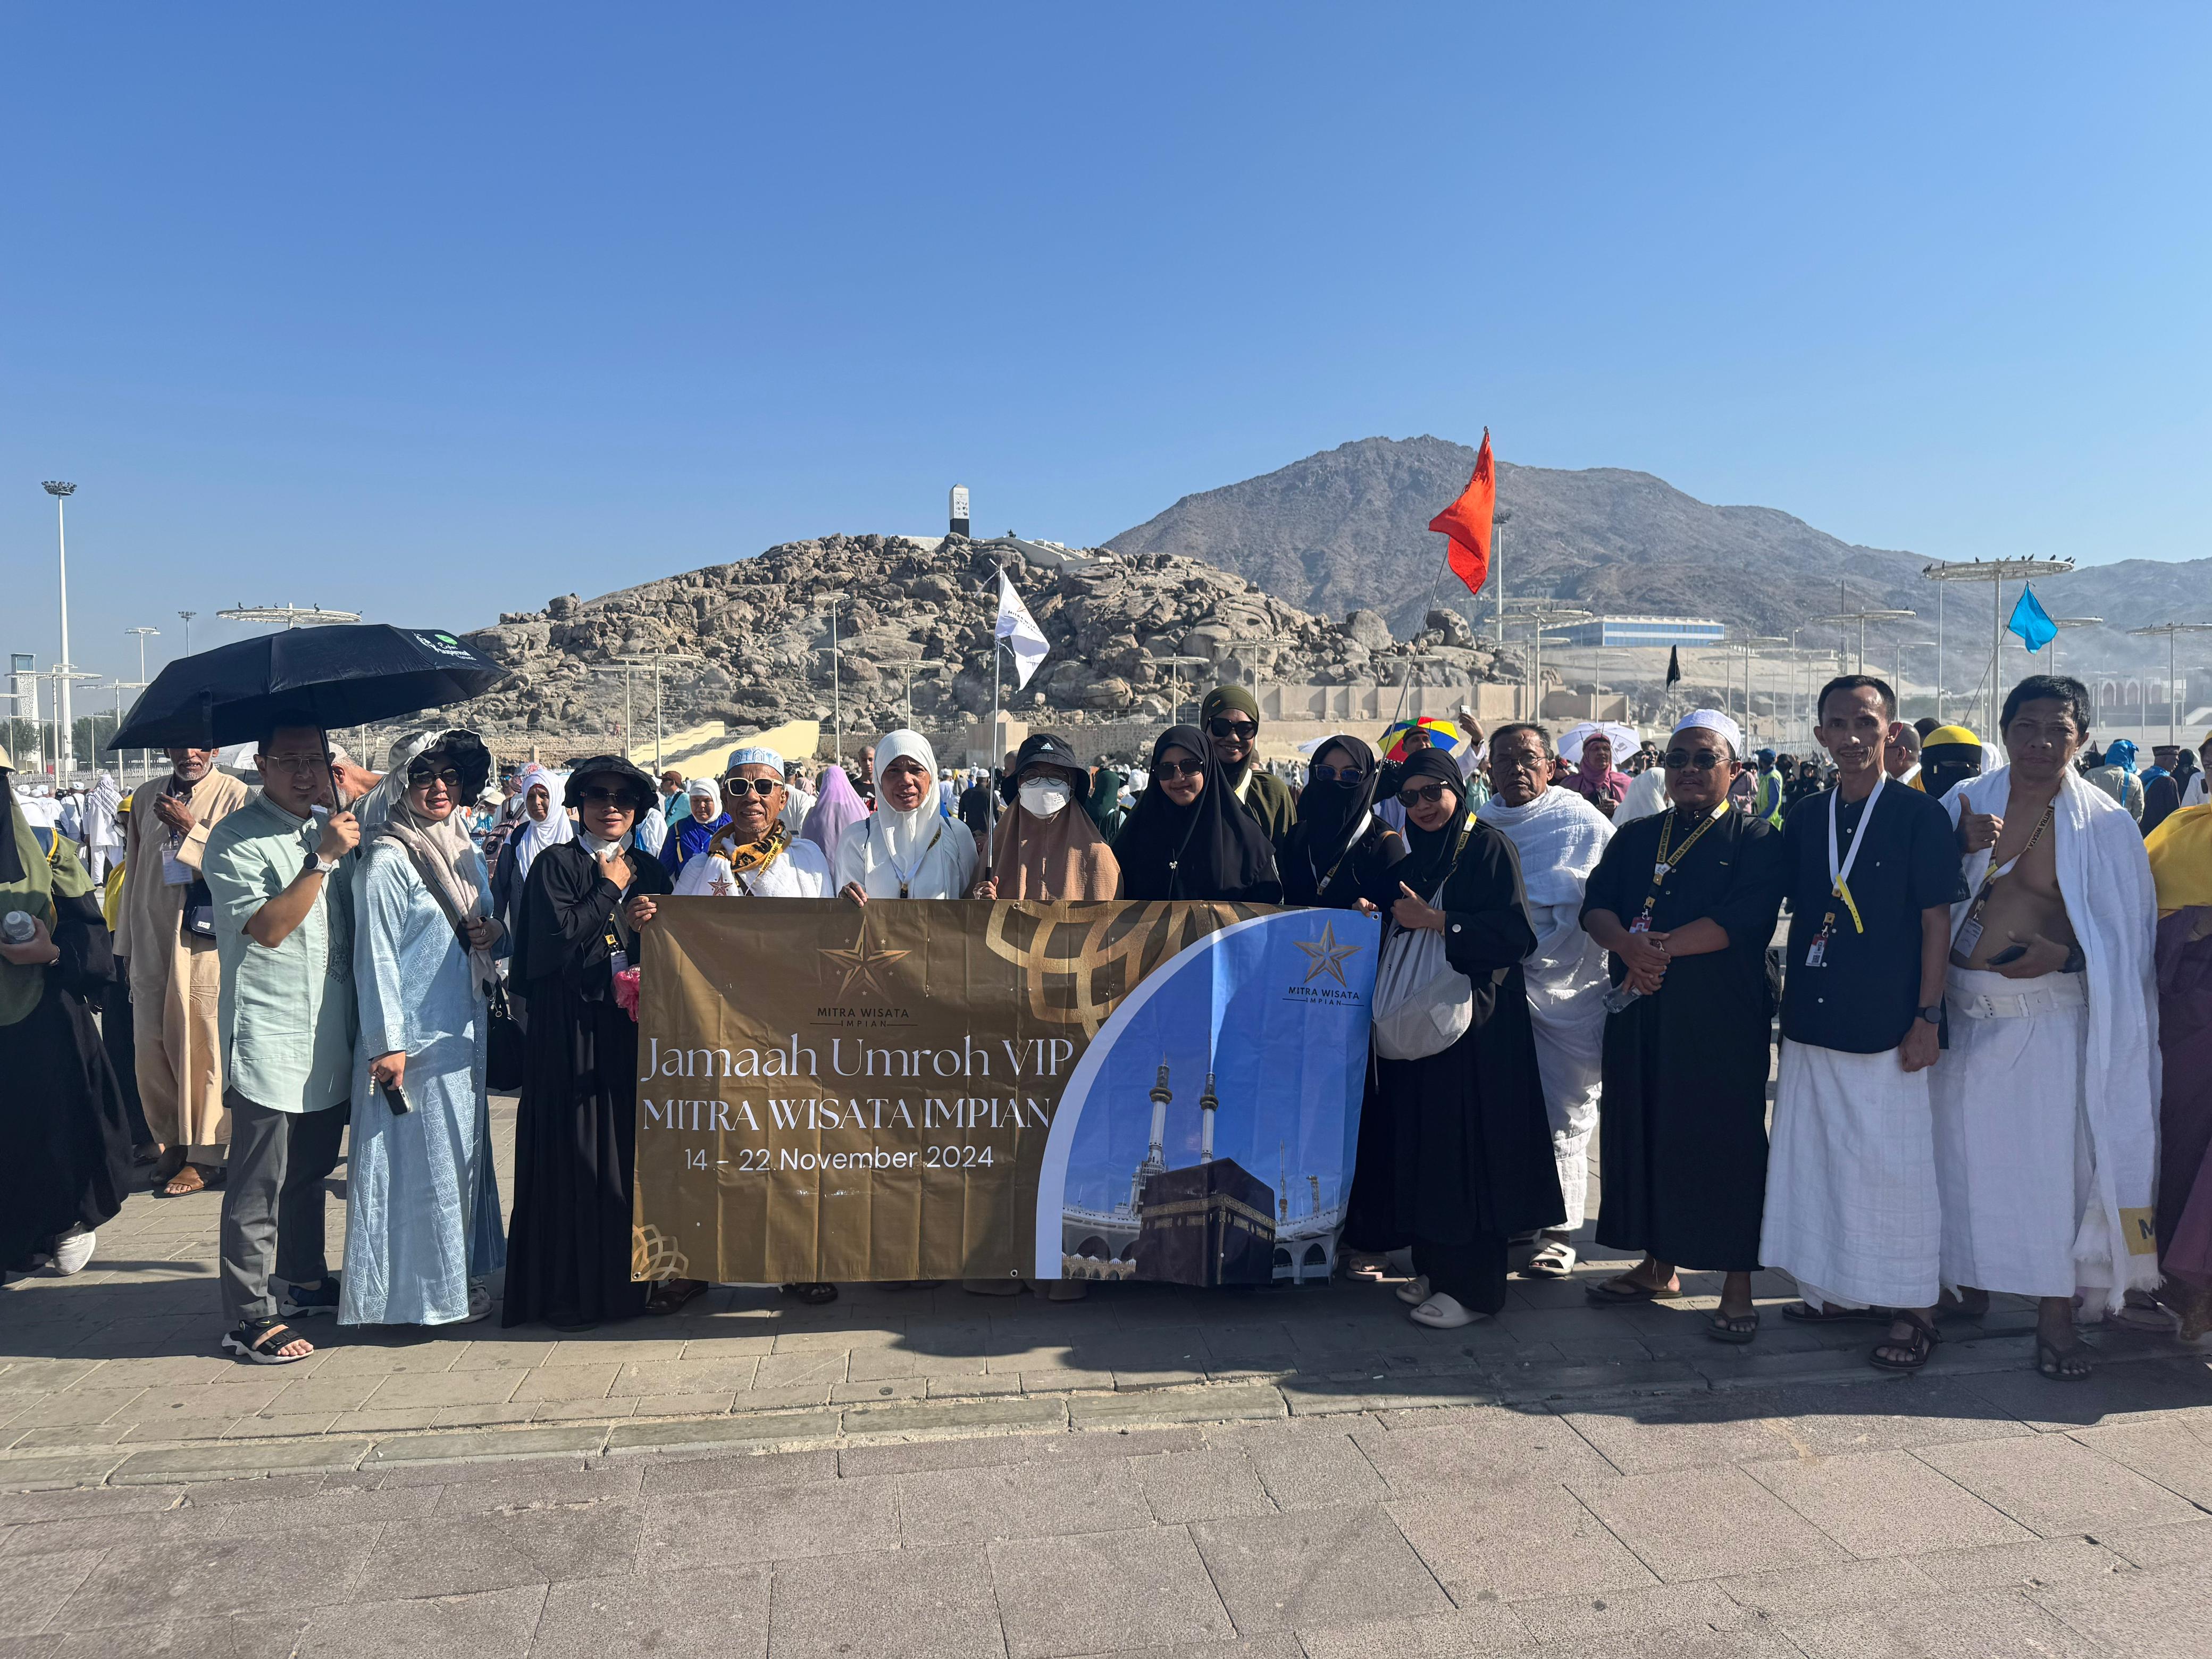 MITRA WISATA
IMPIAN
Jamaah Umroh VIP
MITRA WISATA IMPIAN
14 - 22 November 2024
MITRA WISATA
IMPIAN